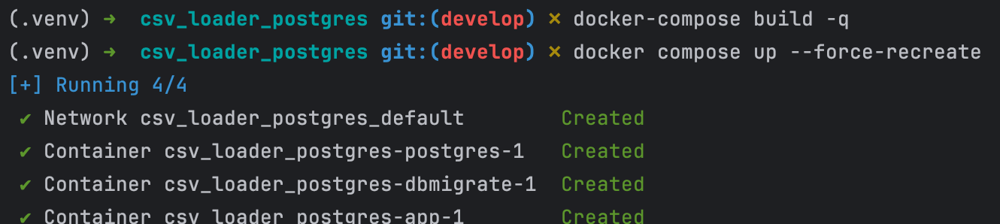 (.venv) ➜ csv_loader_postgres git:(develop) ✗ docker-compose build -q
(.venv) ➜ csv_loader_postgres git:(develop) ✗ docker compose up --force-recreate
[+] Running 4/4
✔ Network csv_loader_postgres_default Created
✔ Container csv_loader_postgres-postgres-1 Created
✔ Container csv_loader_postgres-dbmigrate-1 Created
✔ Container csv_loader_postgres-app-1 Created